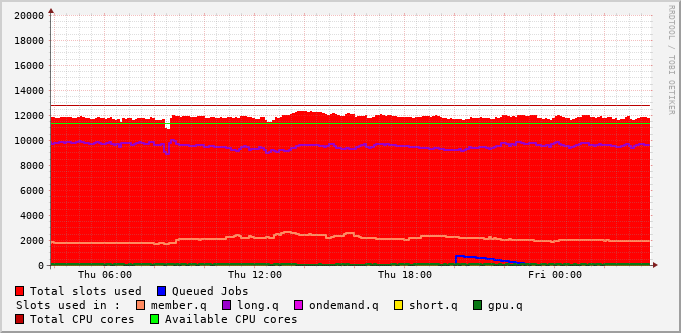 RRDTOOL / TOBI OETIKER
20000
18000
16000
14000
12000
10000
8000
6000
4000
2000
0
Thu 06:00 Thu 12:00 Thu 18:00 Fri 00:00
Total slots used Queued Jobs
Slots used in : member.q long.q ondemand.q short.q gpu.q
Total CPU cores Available CPU cores